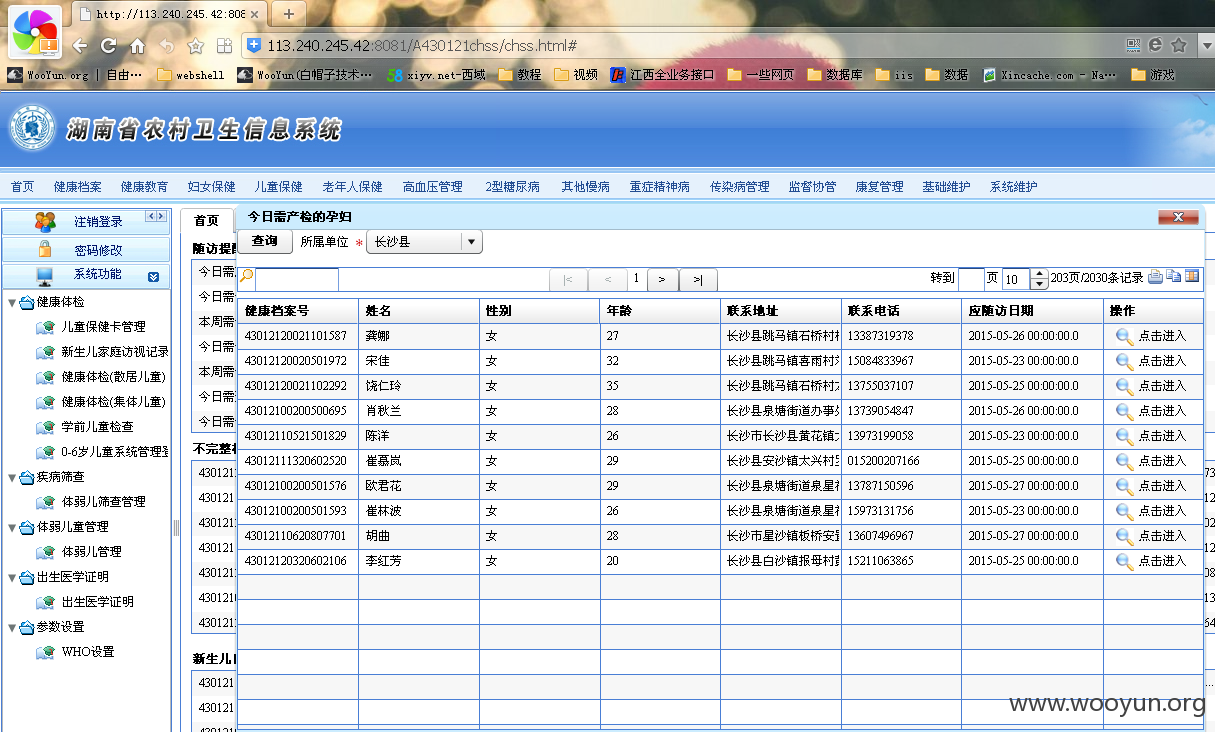 http://113.240.245.42:808
113.240.245.42:8081/A430121chss/chss.html#
WooYun.org | 自由… webshell WooYun(白帽子技术… 58 xiyv.net-西域 教程 视频 江西全业务接口 一些网页 数据库 iis 数据 Xincache.com - Na… 游戏
湖南省农村卫生信息系统
首页 健康档案 健康教育 妇女保健 儿童保健 老年人保健 高血压管理 2型糖尿病 其他慢病 重症精神病 传染病管理 监督协管 康复管理 基础维护 系统维护
注销登录
密码修改
系统功能
健康体检
儿童保健卡管理
新生儿家庭访视记录
健康体检(散居儿童)
健康体检(集体儿童)
学前儿童检查
0-6岁儿童系统管理
疾病筛查
体弱儿筛查管理
体弱儿童管理
体弱儿管理
出生医学证明
出生医学证明
参数设置
WHO设置
首页
随访提醒
今日需
今日需
本周需
今日需
本周需
今日需
今日需
不完整
430121
430121
430121
430121
430121
430121
430121
新生儿
430121
430121
今日需产检的孕妇
X
查询 所属单位 * 长沙县
|< < 1 > >| 转到 页 10 203页/2030条记录
健康档案号 姓名 性别 年龄 联系地址 联系电话 应随访日期 操作
43012120021101587 龚娜 女 27 长沙县跳马镇石桥村 13387319378 2015-05-26 00:00:00.0 点击进入
43012120020501972 宋佳 女 32 长沙县跳马镇喜雨村 15084833967 2015-05-23 00:00:00.0 点击进入
43012120021102292 饶仁玲 女 35 长沙县跳马镇石桥村 13755037107 2015-05-23 00:00:00.0 点击进入
43012100200500695 肖秋兰 女 28 长沙县泉塘街道办事 13739054847 2015-05-26 00:00:00.0 点击进入
43012110521501829 陈洋 女 26 长沙市长沙县黄花镇 13973199058 2015-05-23 00:00:00.0 点击进入
43012111320602520 崔慕岚 女 29 长沙县安沙镇太兴村 015200207166 2015-05-23 00:00:00.0 点击进入
43012100200501576 欧君花 女 29 长沙县泉塘街道泉星 13787150596 2015-05-27 00:00:00.0 点击进入
43012100200501593 崔林波 女 26 长沙县泉塘街道泉星 15973131756 2015-05-23 00:00:00.0 点击进入
43012110620807701 胡曲 女 28 长沙市星沙镇板桥安 13607496967 2015-05-27 00:00:00.0 点击进入
43012120320602106 李红芳 女 20 长沙县白沙镇报母村 15211063865 2015-05-25 00:00:00.0 点击进入
www.wooyun.org